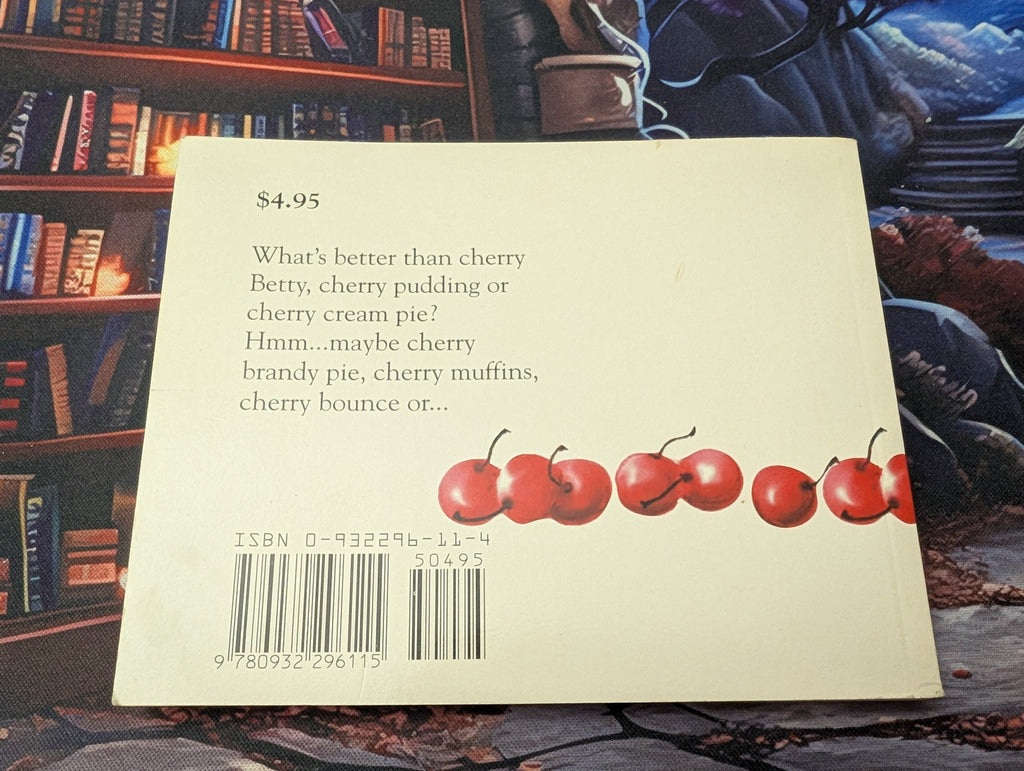 $4.95
What's better than cherry
Betty, cherry pudding or
cherry cream pie?
Hmm...maybe cherry
brandy pie, cherry muffins,
cherry bounce or...
ISBN 0-932296-11-4
50495
9 780932 296115